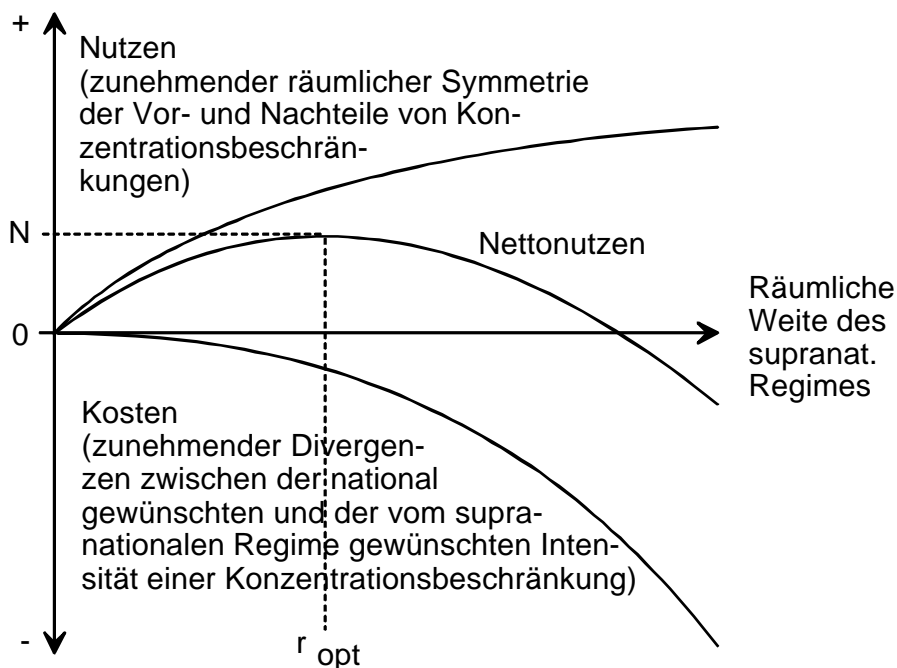 +
Nutzen
(zunehmender räumlicher Symmetrie
der Vor- und Nachteile von Kon-
zentrationsbeschrän-
kungen)
N
Nettonutzen
0
Räumliche
Weite des
supranat.
Regimes
Kosten
(zunehmender Divergen-
zen zwischen der national
gewünschten und der vom supra-
nationalen Regime gewünschten Inten-
sität einer Konzentrationsbeschränkung)
-
r opt